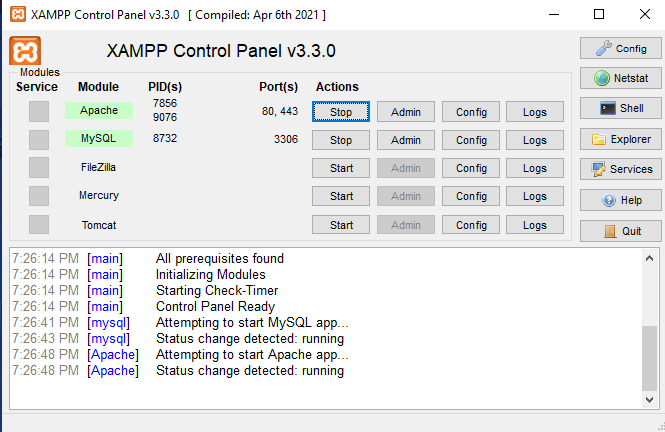 XAMPP Control Panel v3.3.0 [ Compiled: Apr 6th 2021 ]
XAMPP Control Panel v3.3.0
Config
Modules
Service Module PID(s) Port(s) Actions
Netstat
Apache 7856 9076 80, 443 Stop Admin Config Logs
Shell
MySQL 8732 3306 Stop Admin Config Logs
Explorer
FileZilla Start Admin Config Logs
Services
Mercury Start Admin Config Logs
Help
Tomcat Start Admin Config Logs
Quit
7:26:14 PM [main] All prerequisites found
7:26:14 PM [main] Initializing Modules
7:26:14 PM [main] Starting Check-Timer
7:26:14 PM [main] Control Panel Ready
7:26:41 PM [mysql] Attempting to start MySQL app...
7:26:43 PM [mysql] Status change detected: running
7:26:48 PM [Apache] Attempting to start Apache app...
7:26:48 PM [Apache] Status change detected: running